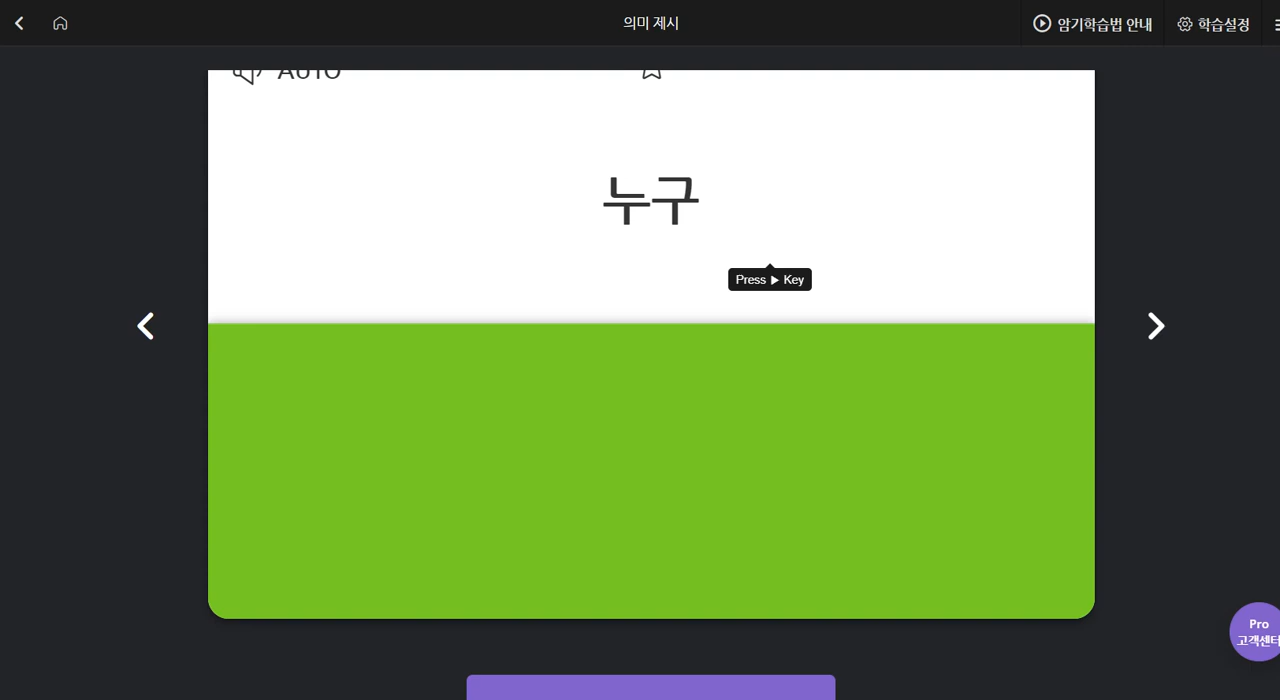 의미 제시
암기학습법 안내
학습설정
AUTO
누구
Press ▶ Key
Pro
고객센터